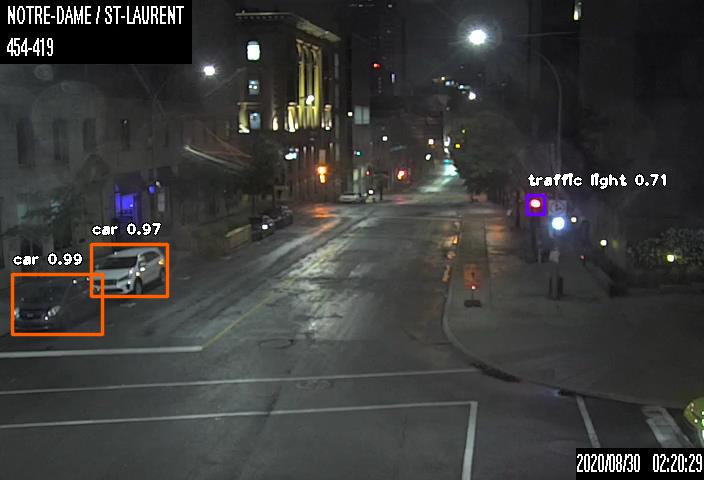 NOTRE-DAME / ST-LAURENT
454-419
traffic light 0.71
car 0.97
car 0.99
2020/08/30 02:20:29